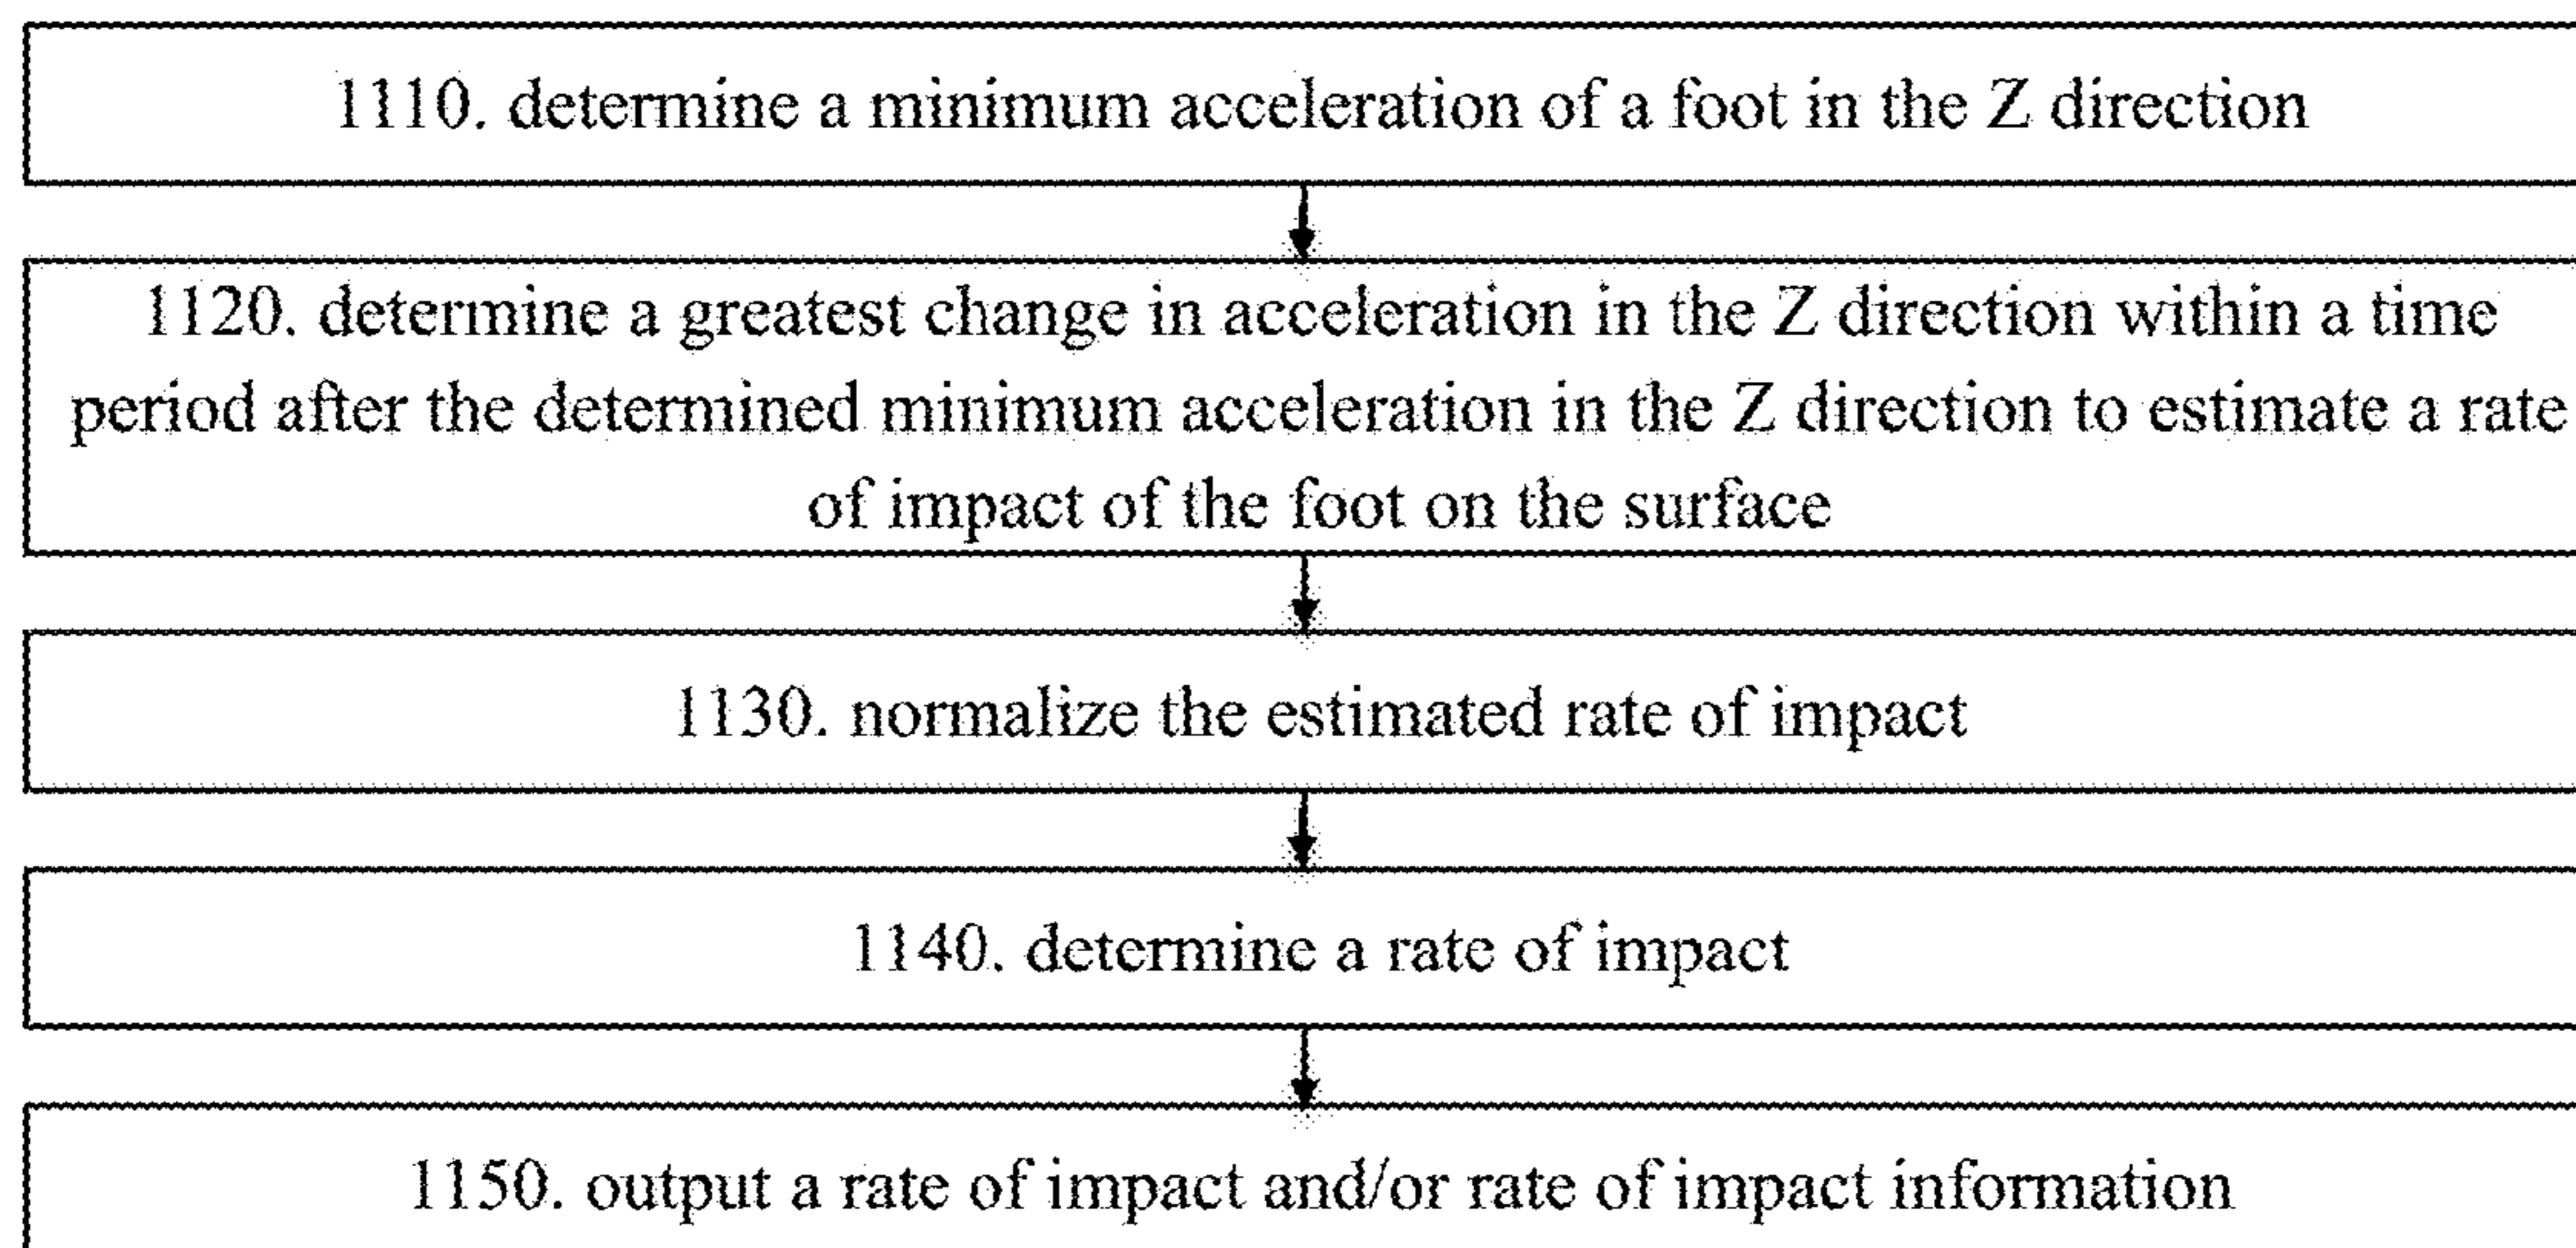 1110. determine a minimum acceleration of a foot in the Z direction
1120. determine a greatest change in acceleration in the Z direction within a time
period after the determined minimum acceleration in the Z direction to estimate a rate
of impact of the foot on the surface
1130. normalize the estimated rate of impact
1140. determine a rate of impact
1150. output a rate of impact and/or rate of impact information